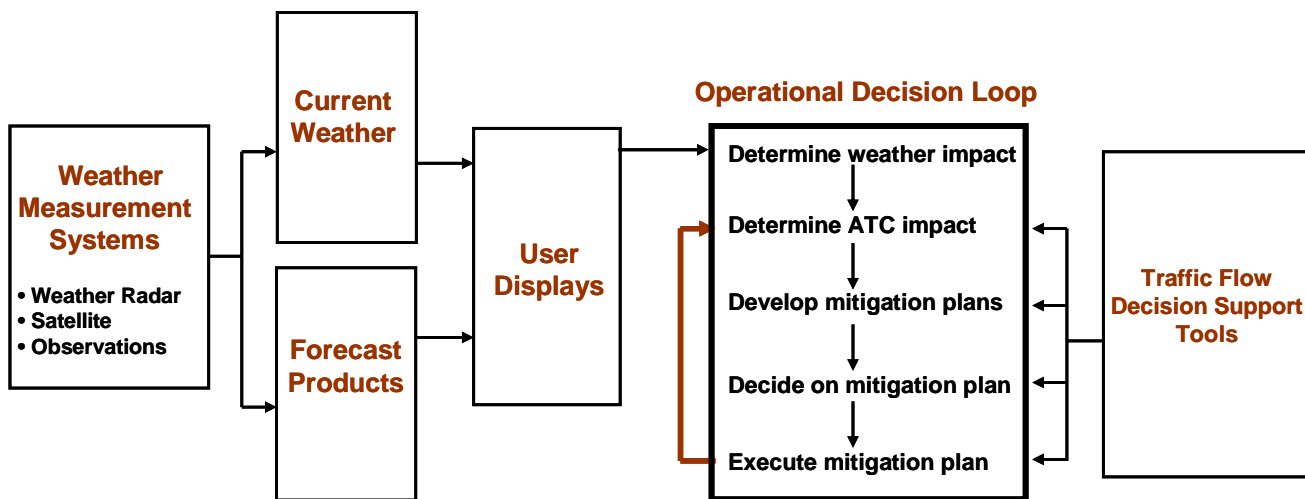 Weather
Measurement
Systems
• Weather Radar
• Satellite
• Observations
Current
Weather
Forecast
Products
User
Displays
Operational Decision Loop
Determine weather impact
Determine ATC impact
Develop mitigation plans
Decide on mitigation plan
Execute mitigation plan
Traffic Flow
Decision Support
Tools